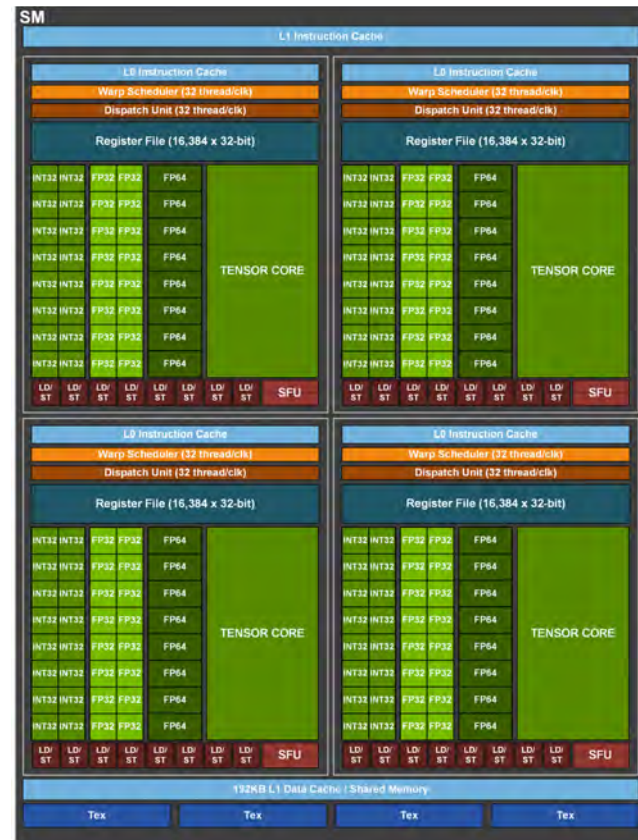 SM
L1 Instruction Cache
L0 Instruction Cache
Warp Scheduler (32 thread/clk)
Dispatch Unit (32 thread/clk)
Register File (16,384 x 32-bit)
INT32 INT32 FP32 FP32 FP64
INT32 INT32 FP32 FP32 FP64
INT32 INT32 FP32 FP32 FP64
INT32 INT32 FP32 FP32 FP64
TENSOR CORE
INT32 INT32 FP32 FP32 FP64
INT32 INT32 FP32 FP32 FP64
INT32 INT32 FP32 FP32 FP64
INT32 INT32 FP32 FP32 FP64
LD/ LD/ LD/ LD/ LD/ LD/ LD/ LD/
ST ST ST ST ST ST ST ST
SFU
L0 Instruction Cache
Warp Scheduler (32 thread/clk)
Dispatch Unit (32 thread/clk)
Register File (16,384 x 32-bit)
INT32 INT32 FP32 FP32 FP64
INT32 INT32 FP32 FP32 FP64
INT32 INT32 FP32 FP32 FP64
INT32 INT32 FP32 FP32 FP64
TENSOR CORE
INT32 INT32 FP32 FP32 FP64
INT32 INT32 FP32 FP32 FP64
INT32 INT32 FP32 FP32 FP64
INT32 INT32 FP32 FP32 FP64
LD/ LD/ LD/ LD/ LD/ LD/ LD/ LD/
ST ST ST ST ST ST ST ST
SFU
L0 Instruction Cache
Warp Scheduler (32 thread/clk)
Dispatch Unit (32 thread/clk)
Register File (16,384 x 32-bit)
INT32 INT32 FP32 FP32 FP64
INT32 INT32 FP32 FP32 FP64
INT32 INT32 FP32 FP32 FP64
INT32 INT32 FP32 FP32 FP64
TENSOR CORE
INT32 INT32 FP32 FP32 FP64
INT32 INT32 FP32 FP32 FP64
INT32 INT32 FP32 FP32 FP64
INT32 INT32 FP32 FP32 FP64
LD/ LD/ LD/ LD/ LD/ LD/ LD/ LD/
ST ST ST ST ST ST ST ST
SFU
L0 Instruction Cache
Warp Scheduler (32 thread/clk)
Dispatch Unit (32 thread/clk)
Register File (16,384 x 32-bit)
INT32 INT32 FP32 FP32 FP64
INT32 INT32 FP32 FP32 FP64
INT32 INT32 FP32 FP32 FP64
INT32 INT32 FP32 FP32 FP64
TENSOR CORE
INT32 INT32 FP32 FP32 FP64
INT32 INT32 FP32 FP32 FP64
INT32 INT32 FP32 FP32 FP64
INT32 INT32 FP32 FP32 FP64
LD/ LD/ LD/ LD/ LD/ LD/ LD/ LD/
ST ST ST ST ST ST ST ST
SFU
192KB L1 Data Cache / Shared Memory
Tex Tex Tex Tex